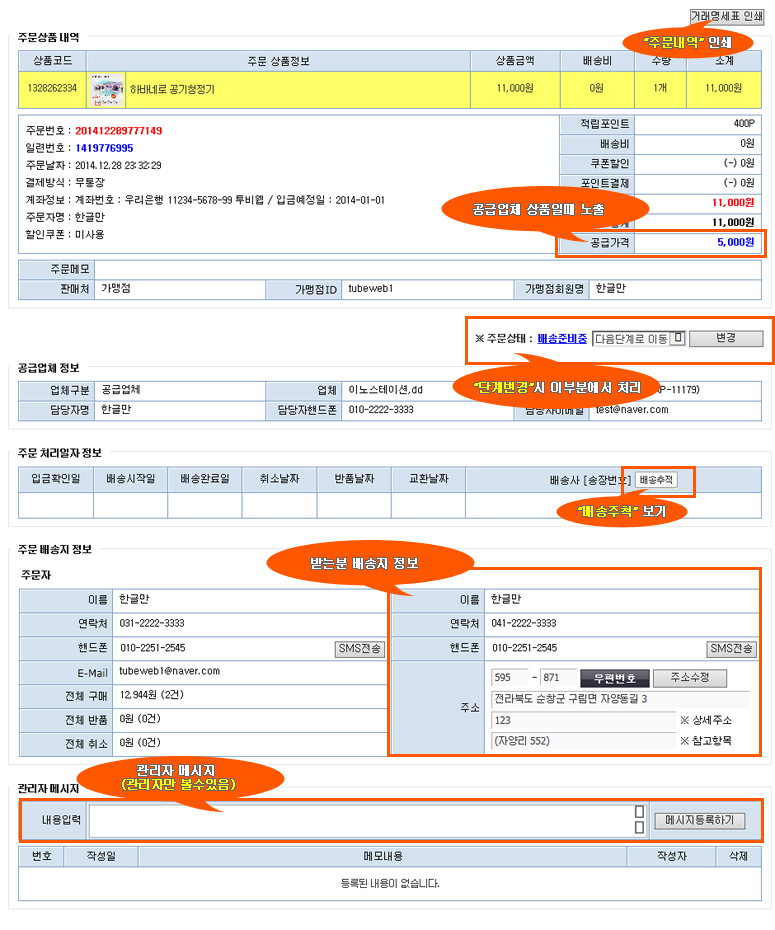 거래명세표 인쇄
주문상품 내역
"주문내역" 인쇄
상품코드 주문 상품정보 상품금액 배송비 수량 소계
1328262334 하바네로 공기청정기 11,000원 0원 1개 11,000원
주문번호 : 201412289777149
일련번호 : 1419776995
주문날짜 : 2014.12.28 23:32:29
결제방식 : 무통장
계좌정보 : 계좌번호 : 우리은행 11234-5678-99 투비웹 / 입금예정일 : 2014-01-01
주문자명 : 한글만
할인쿠폰 : 미사용
적립포인트 400P
배송비 0원
쿠폰할인 (-) 0원
포인트결제 (-) 0원
11,000원
11,000원
공급가격 5,000원
공급업체 상품일때 노출
주문메모
판매처 가맹점 가맹점ID tubeweb1 가맹점회원명 한글만
※ 주문상태 : 배송준비중 다음단계로 이동 변경
"단계변경"시 이부분에서 처리
공급업체 정보
업체구분 공급업체 업체 이노스테이션,dd P-11179)
담당자명 한글만 담당자핸드폰 010-2222-3333 담당자이메일 test@naver.com
주문 처리일자 정보
입금확인일 배송시작일 배송완료일 취소날짜 반품날짜 교환날짜 배송사 [송장번호] 배송추적
"배송추척" 보기
주문 배송지 정보
받는분 배송지 정보
주문자
이름 한글만
연락처 031-2222-3333
핸드폰 010-2251-2545 SMS전송
E-Mail tubeweb1@naver.com
전체 구매 12,944원 (2건)
전체 반품 0원 (0건)
전체 취소 0원 (0건)
이름 한글만
연락처 041-2222-3333
핸드폰 010-2251-2545 SMS전송
주소 595 - 871 우편번호 주소수정
전라북도 순창군 구림면 자양동길 3
123 ※ 상세주소
(자양리 552) ※ 참고항목
관리자 메시지
(관리자만 볼수있음)
관리자 메시지
내용입력 메시지등록하기
번호 작성일 메모내용 작성자 삭제
등록된 내용이 없습니다.